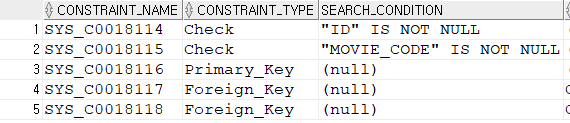 CONSTRAINT_NAME CONSTRAINT_TYPE SEARCH_CONDITION
1 SYS_C0018114 Check "ID" IS NOT NULL
2 SYS_C0018115 Check "MOVIE_CODE" IS NOT NULL
3 SYS_C0018116 Primary_Key (null)
4 SYS_C0018117 Foreign_Key (null)
5 SYS_C0018118 Foreign_Key (null)